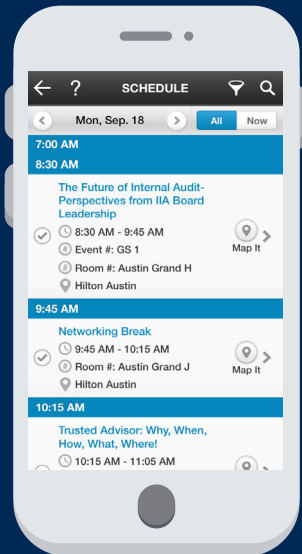 ?
SCHEDULE
Mon, Sep. 18
All
Now
7:00 AM
8:30 AM
The Future of Internal Audit-
Perspectives from IIA Board
Leadership
8:30 AM - 9:45 AM
# Event #: GS 1
# Room #: Austin Grand H
Hilton Austin
Map It
9:45 AM
Networking Break
9:45 AM - 10:15 AM
# Room #: Austin Grand J
Hilton Austin
Map It
10:15 AM
Trusted Advisor: Why, When,
How, What, Where!
10:15 AM - 11:05 AM